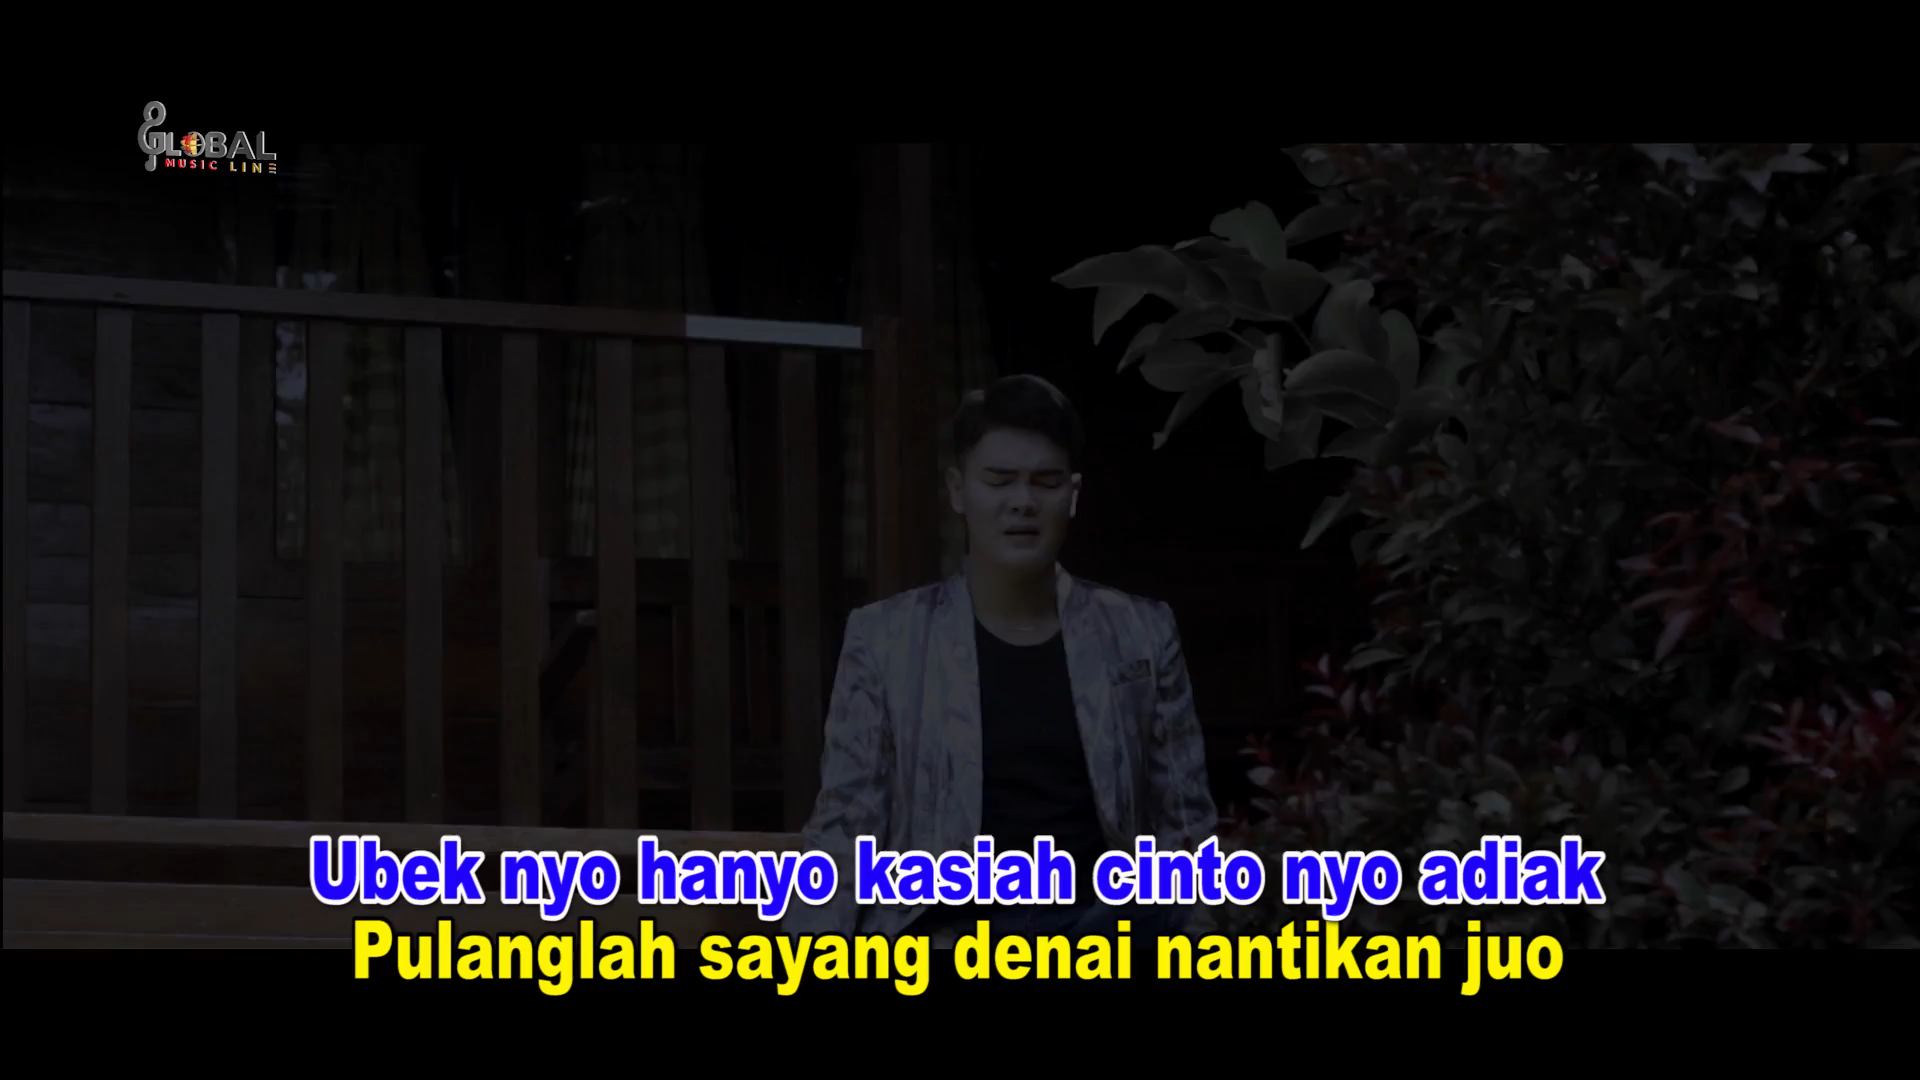 GLOBAL
MUSIC LINE
Ubek nyo hanyo kasiah cinto nyo adiak
Pulanglah sayang denai nantikan juo